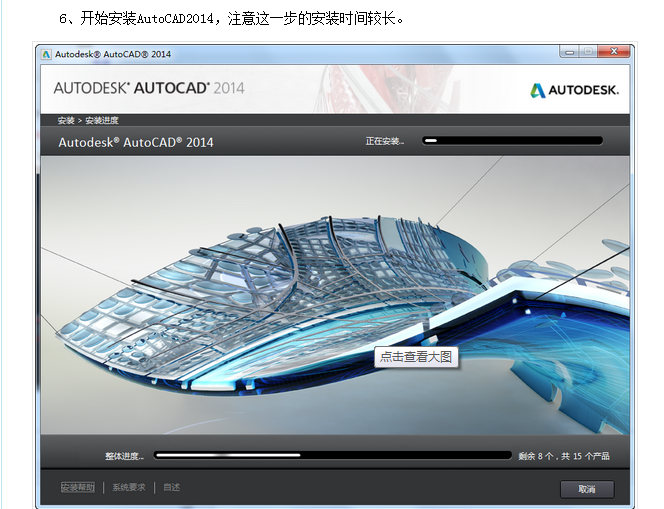 6、开始安装AutoCAD2014，注意这一步的安装时间较长。
Autodesk® AutoCAD® 2014
AUTODESK® AUTOCAD® 2014
AUTODESK.
安装 > 安装进度
Autodesk® AutoCAD® 2014
正在安装...
点击查看大图
整体进度...
剩余 8 个，共 15 个产品
安装帮助 | 系统要求 | 自述
取消